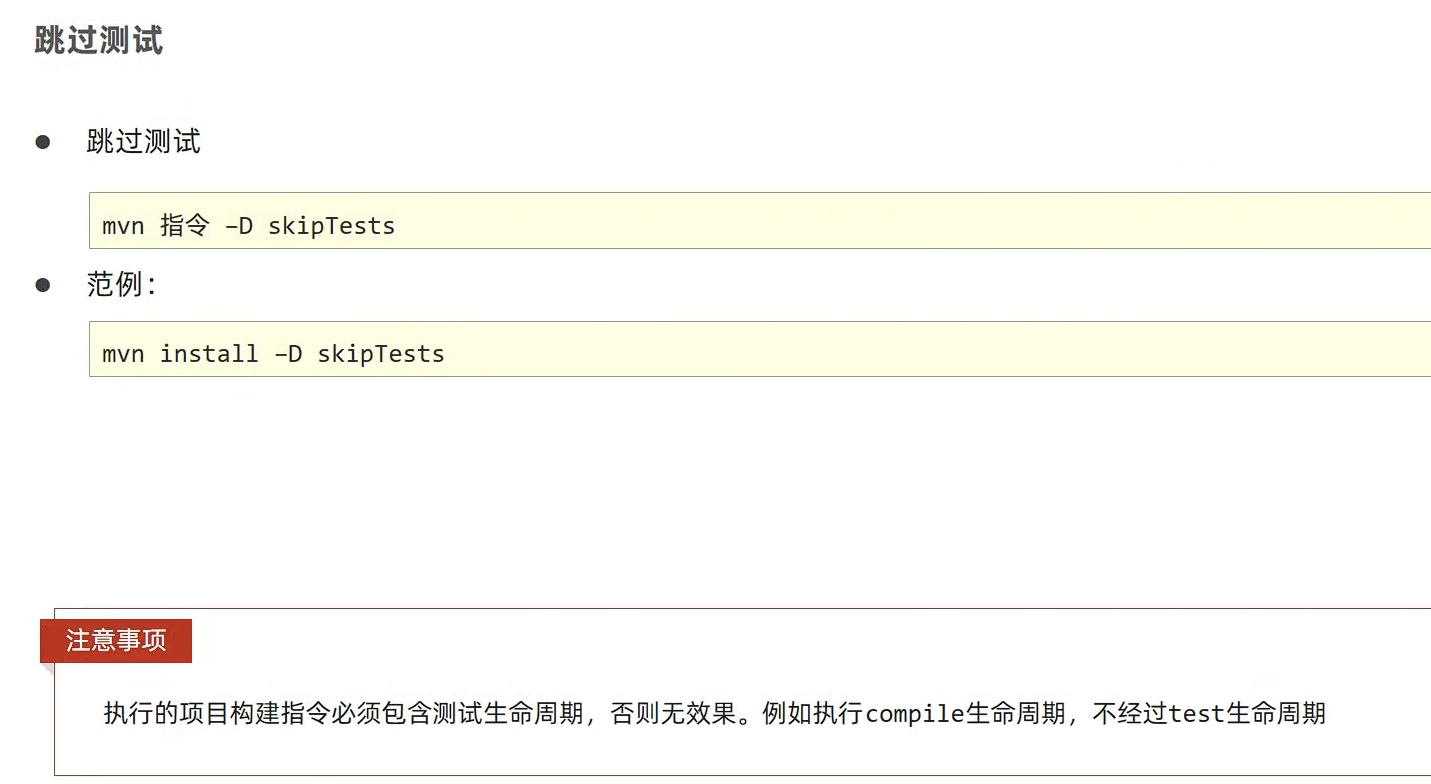 跳过测试
跳过测试
mvn 指令 –D skipTests
范例：
mvn install –D skipTests
注意事项
执行的项目构建指令必须包含测试生命周期，否则无效果。例如执行compile生命周期，不经过test生命周期